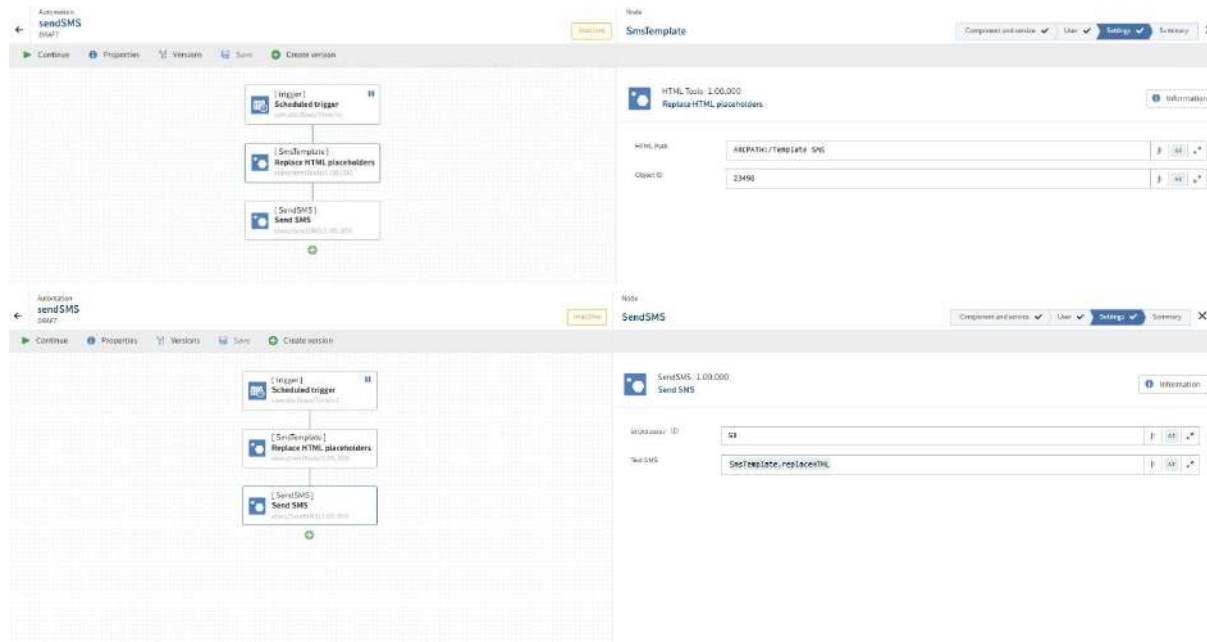 Automation
sendSMS
DRAFT
Inactive
Continue
Properties
Versions
Save
Create version
[trigger]
Scheduled trigger
[SmsTemplate]
Replace HTML placeholders
[SendSMS]
Send SMS
Node
SmsTemplate
Component and service
User
Settings
Summary
HTML Tools 1.00.000
Replace HTML placeholders
Information
HTML Path
ARCPATH:/Template SMS
Object ID
23498
Automation
sendSMS
DRAFT
Inactive
Continue
Properties
Versions
Save
Create version
[trigger]
Scheduled trigger
[SmsTemplate]
Replace HTML placeholders
[SendSMS]
Send SMS
Node
SendSMS
Component and service
User
Settings
Summary
SendSMS 1.00.000
Send SMS
Information
ID
53
Text SMS
SmsTemplate.replaceHTML